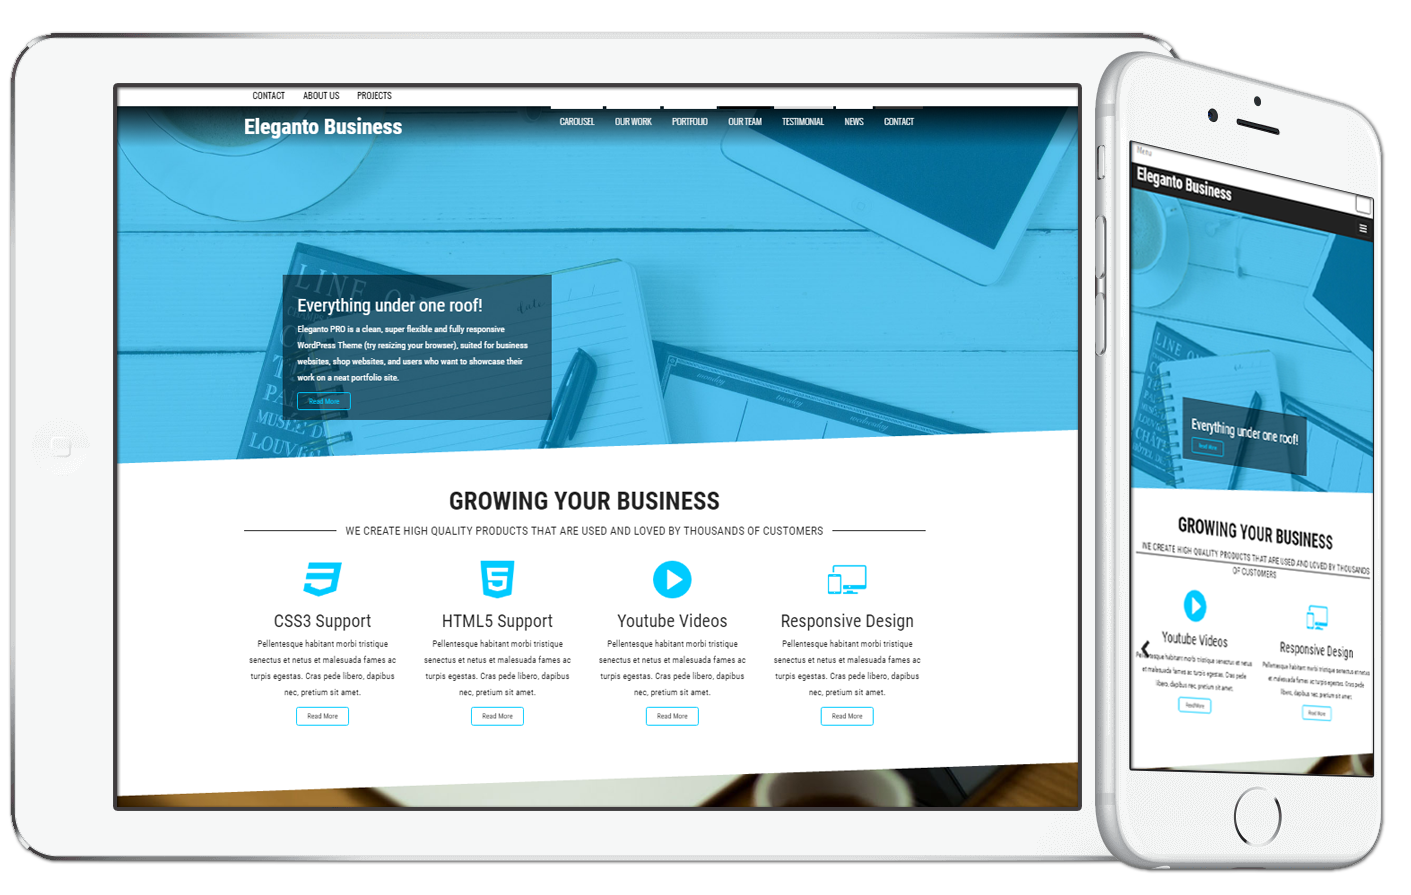 CONTACT ABOUT US PROJECTS
Eleganto Business
CAROUSEL OUR WORK PORTFOLIO OUR TEAM TESTIMONIAL NEWS CONTACT
LINE
Everything under one roof!
Eleganto PRO is a clean, super flexible and fully responsive
WordPress Theme (try resizing your browser), suited for business
websites, shop websites, and users who want to showcase their
work on a neat portfolio site.
Read More
MUSÉE D
LOUV
date
monday
tuesday
wednesday
GROWING YOUR BUSINESS
WE CREATE HIGH QUALITY PRODUCTS THAT ARE USED AND LOVED BY THOUSANDS OF CUSTOMERS
CSS3 Support
Pellentesque habitant morbi tristique
senectus et netus et malesuada fames ac
turpis egestas. Cras pede libero, dapibus
nec, pretium sit amet.
Read More
5
HTML5 Support
Pellentesque habitant morbi tristique
senectus et netus et malesuada fames ac
turpis egestas. Cras pede libero, dapibus
nec, pretium sit amet.
Read More
Youtube Videos
Pellentesque habitant morbi tristique
senectus et netus et malesuada fames ac
turpis egestas. Cras pede libero, dapibus
nec, pretium sit amet.
Read More
Responsive Design
Pellentesque habitant morbi tristique
senectus et netus et malesuada fames ac
turpis egestas. Cras pede libero, dapibus
nec, pretium sit amet.
Read More
Menu
Eleganto Business
LINE
Everything under one roof!
Read More
GROWING YOUR BUSINESS
WE CREATE HIGH QUALITY PRODUCTS THAT ARE USED AND LOVED BY THOUSANDS
OF CUSTOMERS
Youtube Videos
Pellentesque habitant morbi tristique senectus et netus
et malesuada fames ac turpis egestas. Cras pede
libero, dapibus nec, pretium sit amet.
Read More
Responsive Design
Pellentesque habitant morbi tristique senectus et netus
et malesuada fames ac turpis egestas. Cras pede
libero, dapibus nec, pretium sit amet.
Read More